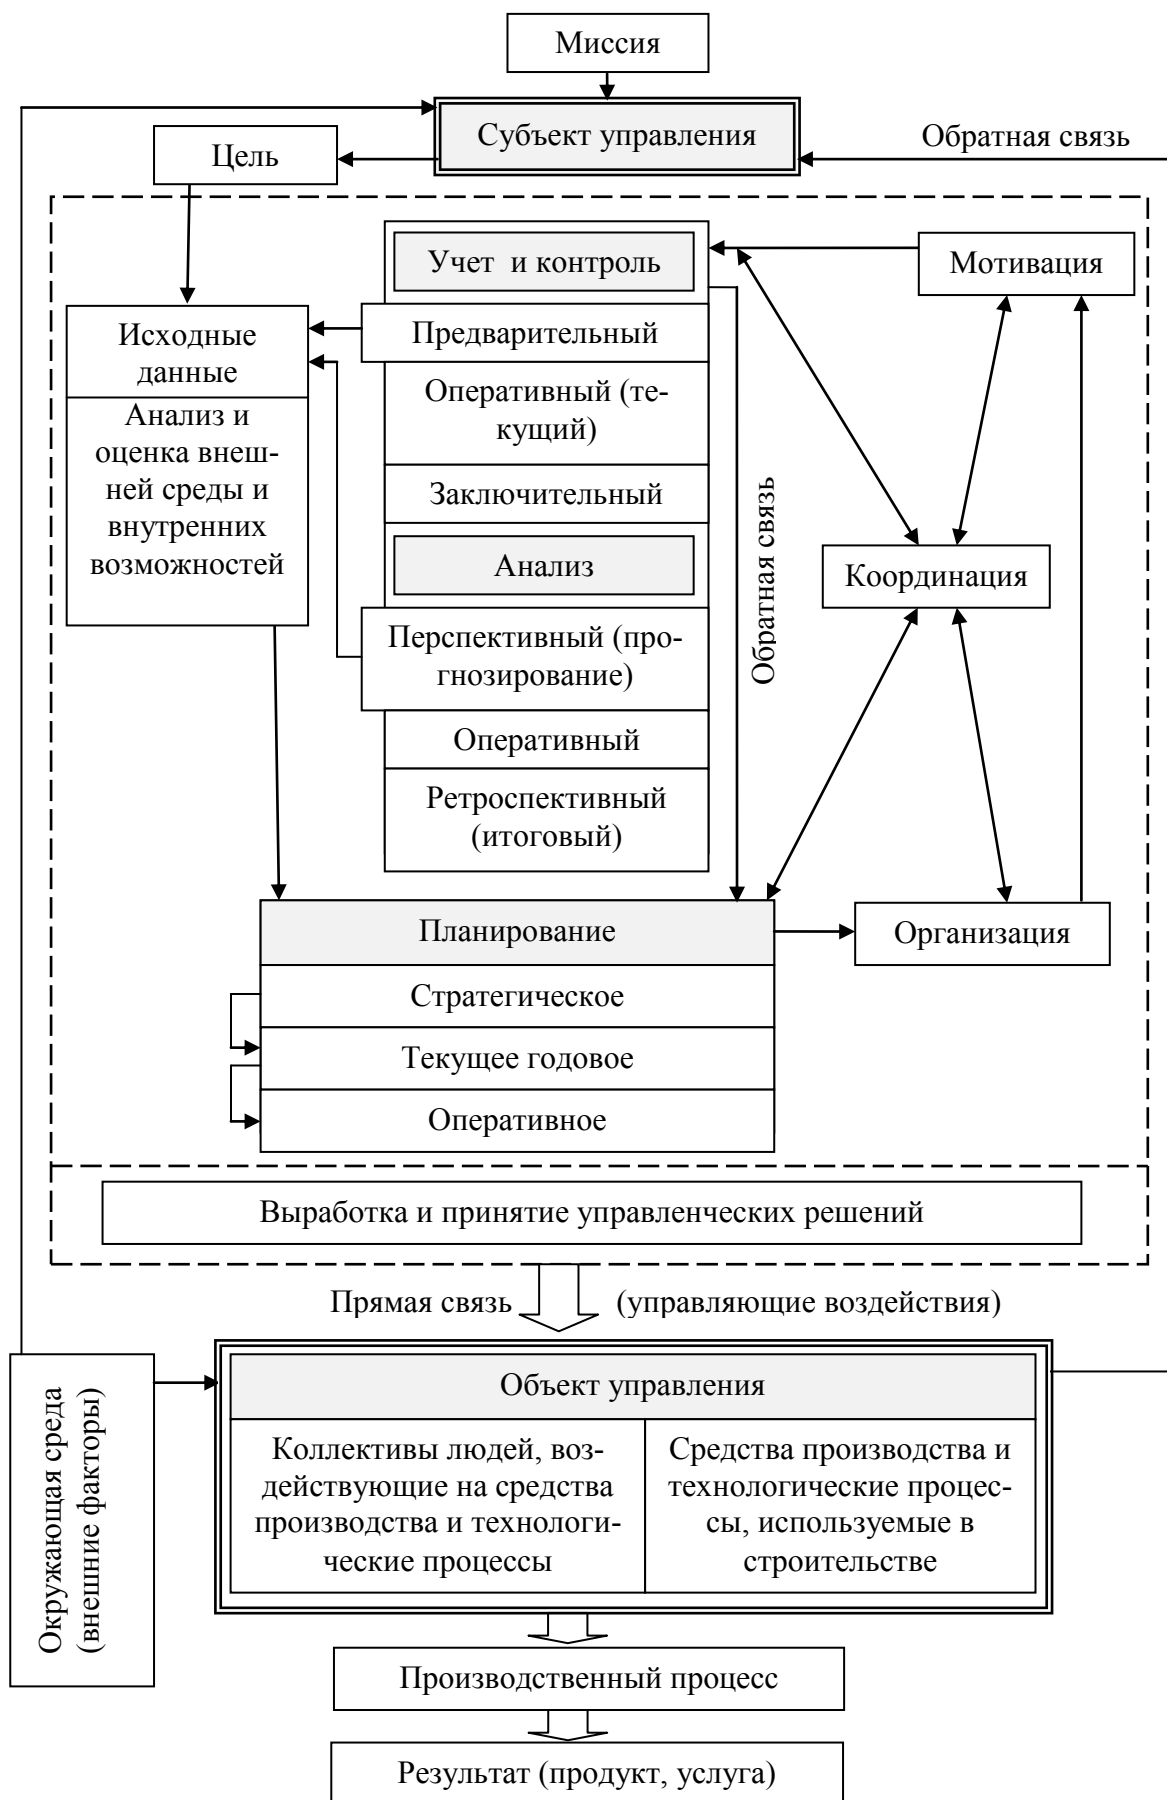 Миссия
Субъект управления
Обратная связь
Цель
Учет и контроль
Мотивация
Исходные
данные
Предварительный
Анализ и
оценка внеш-
ней среды и
внутренних
возможностей
Оперативный (те-
кущий)
Заключительный
Анализ
Обратная связь
Координация
Перспективный (про-
гнозирование)
Оперативный
Ретроспективный
(итоговый)
Планирование
Организация
Стратегическое
Текущее годовое
Оперативное
Выработка и принятие управленческих решений
Прямая связь (управляющие воздействия)
Окружающая среда
(внешние факторы)
Объект управления
Коллективы людей, воз-
действующие на средства
производства и технологи-
ческие процессы
Средства производства и
технологические процес-
сы, используемые в
строительстве
Производственный процесс
Результат (продукт, услуга)